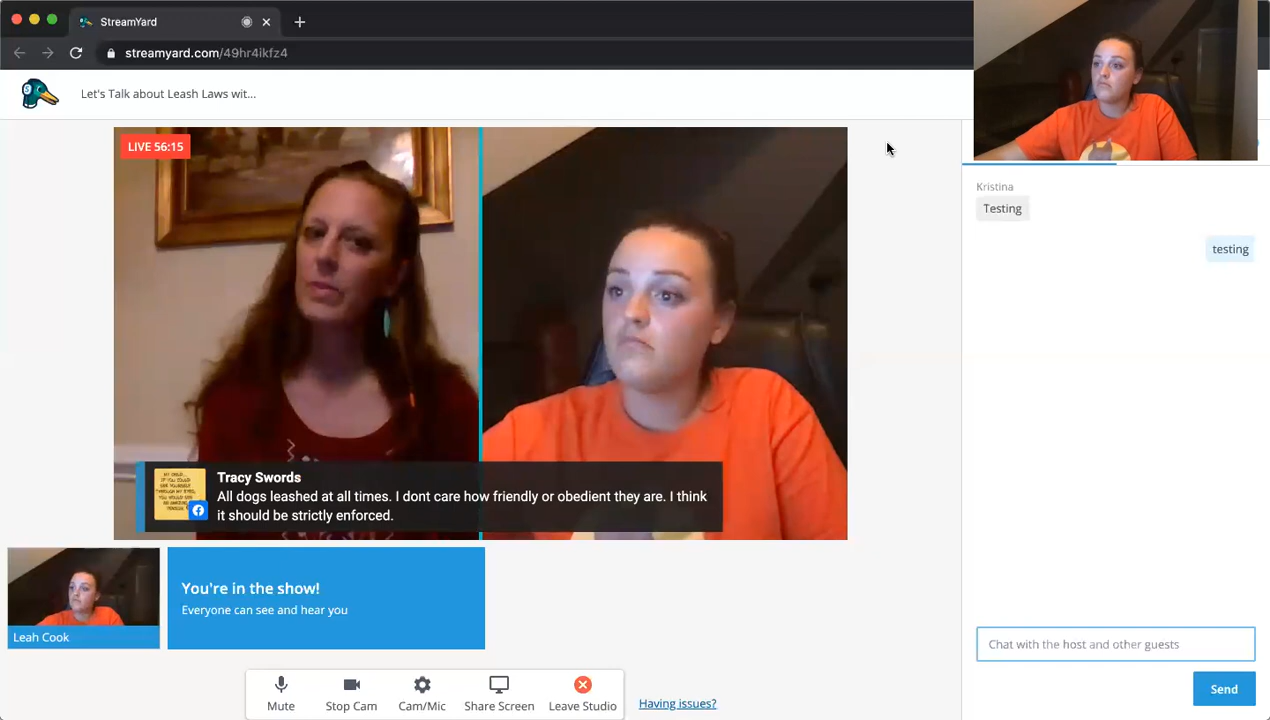 StreamYard
streamyard.com/49hr4ikfz4
Let's Talk about Leash Laws wit...
LIVE 56:15
Kristina
Testing
testing
Tracy Swords
All dogs leashed at all times. I dont care how friendly or obedient they are. I think
it should be strictly enforced.
You're in the show!
Everyone can see and hear you
Leah Cook
Chat with the host and other guests
Send
Mute
Stop Cam
Cam/Mic
Share Screen
Leave Studio
Having issues?